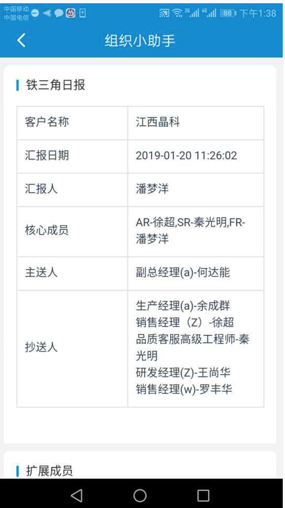 中国移动
中国电信
下午1:38
组织小助手
铁三角日报
客户名称
江西晶科
汇报日期
2019-01-20 11:26:02
汇报人
潘梦洋
核心成员
AR-徐超,SR-秦光明,FR-
潘梦洋
主送人
副总经理(a)-何达能
抄送人
生产经理(a)-余成群
销售经理（Z）-徐超
品质客服高级工程师-秦
光明
研发经理(Z)-王尚华
销售经理(w)-罗丰华
扩展成员